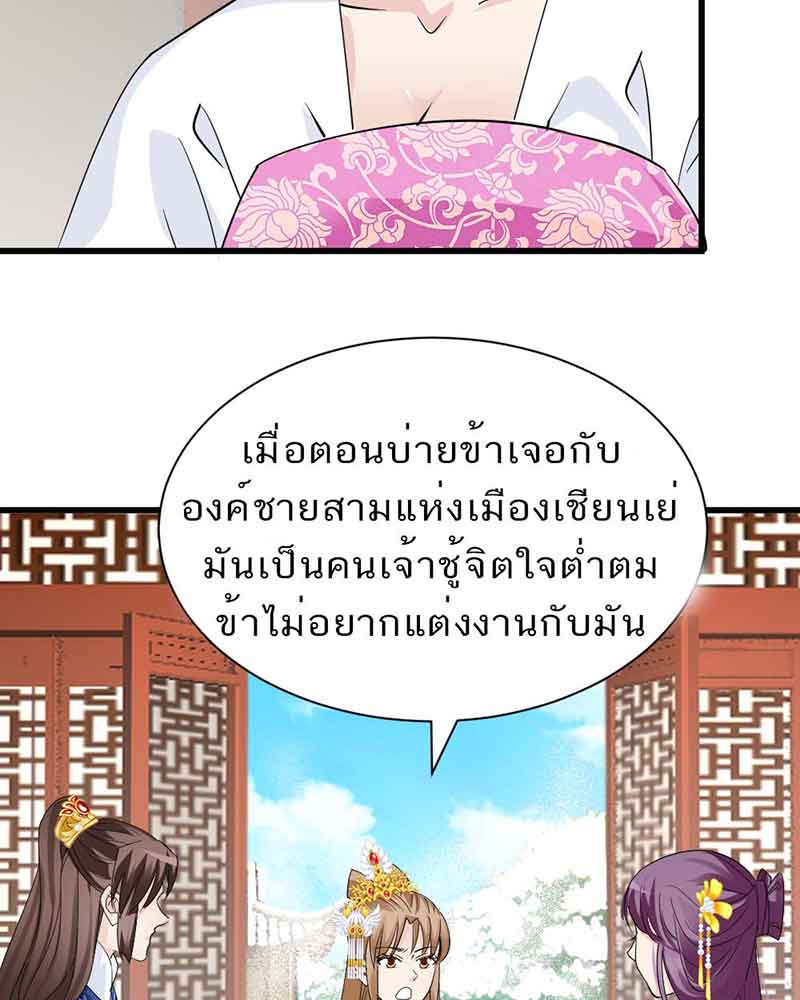 เมื่อตอนบ่ายข้าเจอกับ
องค์ชายสามแห่งเมืองเชียนเย่
มันเป็นคนเจ้าชู้จิตใจต่ำตม
ข้าไม่อยากแต่งงานกับมัน